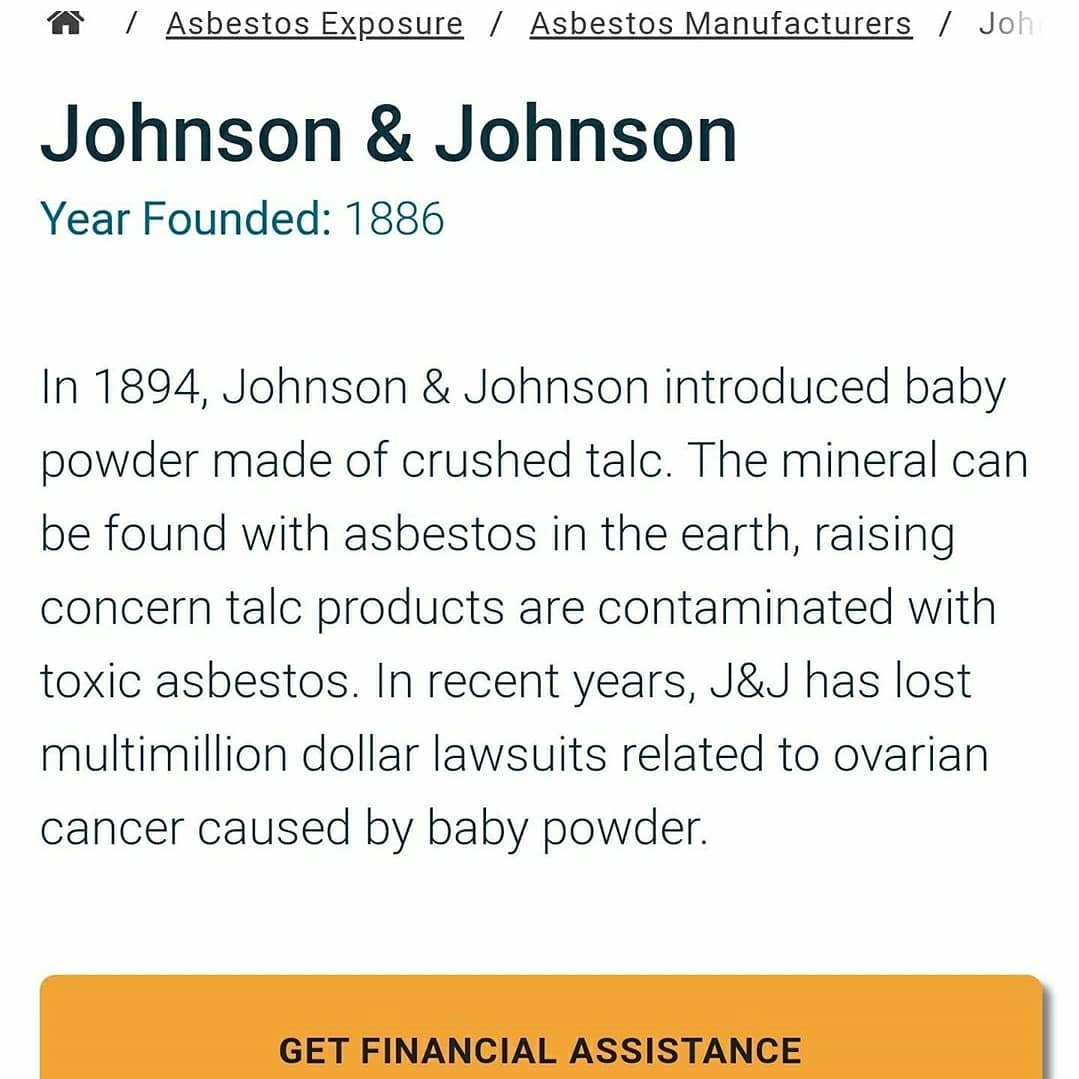 / Asbestos Exposure / Asbestos Manufacturers / Joh
Johnson & Johnson
Year Founded: 1886
In 1894, Johnson & Johnson introduced baby
powder made of crushed talc. The mineral can
be found with asbestos in the earth, raising
concern talc products are contaminated with
toxic asbestos. In recent years, J&J has lost
multimillion dollar lawsuits related to ovarian
cancer caused by baby powder.
GET FINANCIAL ASSISTANCE